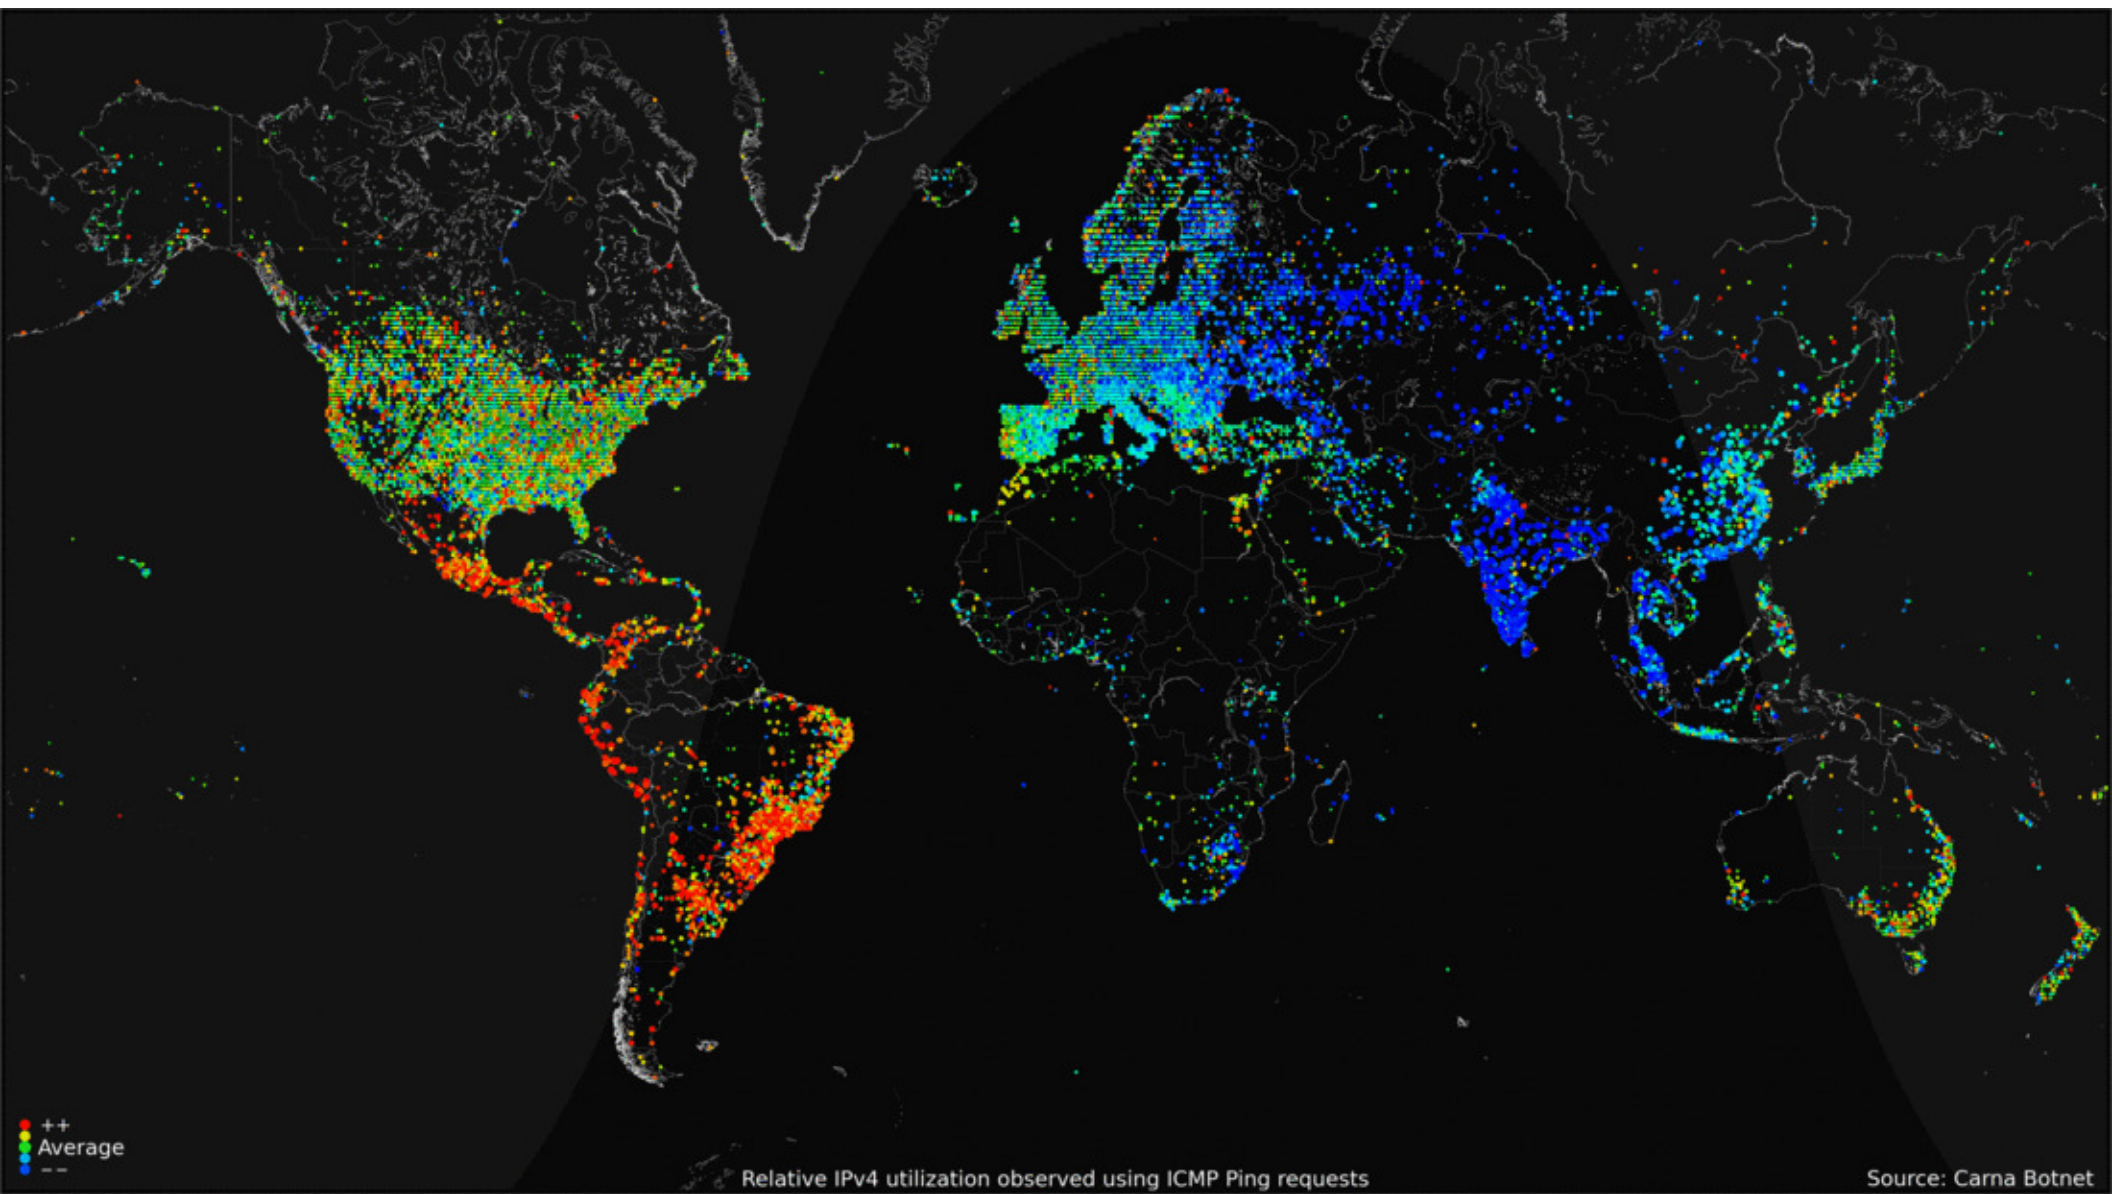 ++
Average
--
Relative IPv4 utilization observed using ICMP Ping requests
Source: Carna Botnet